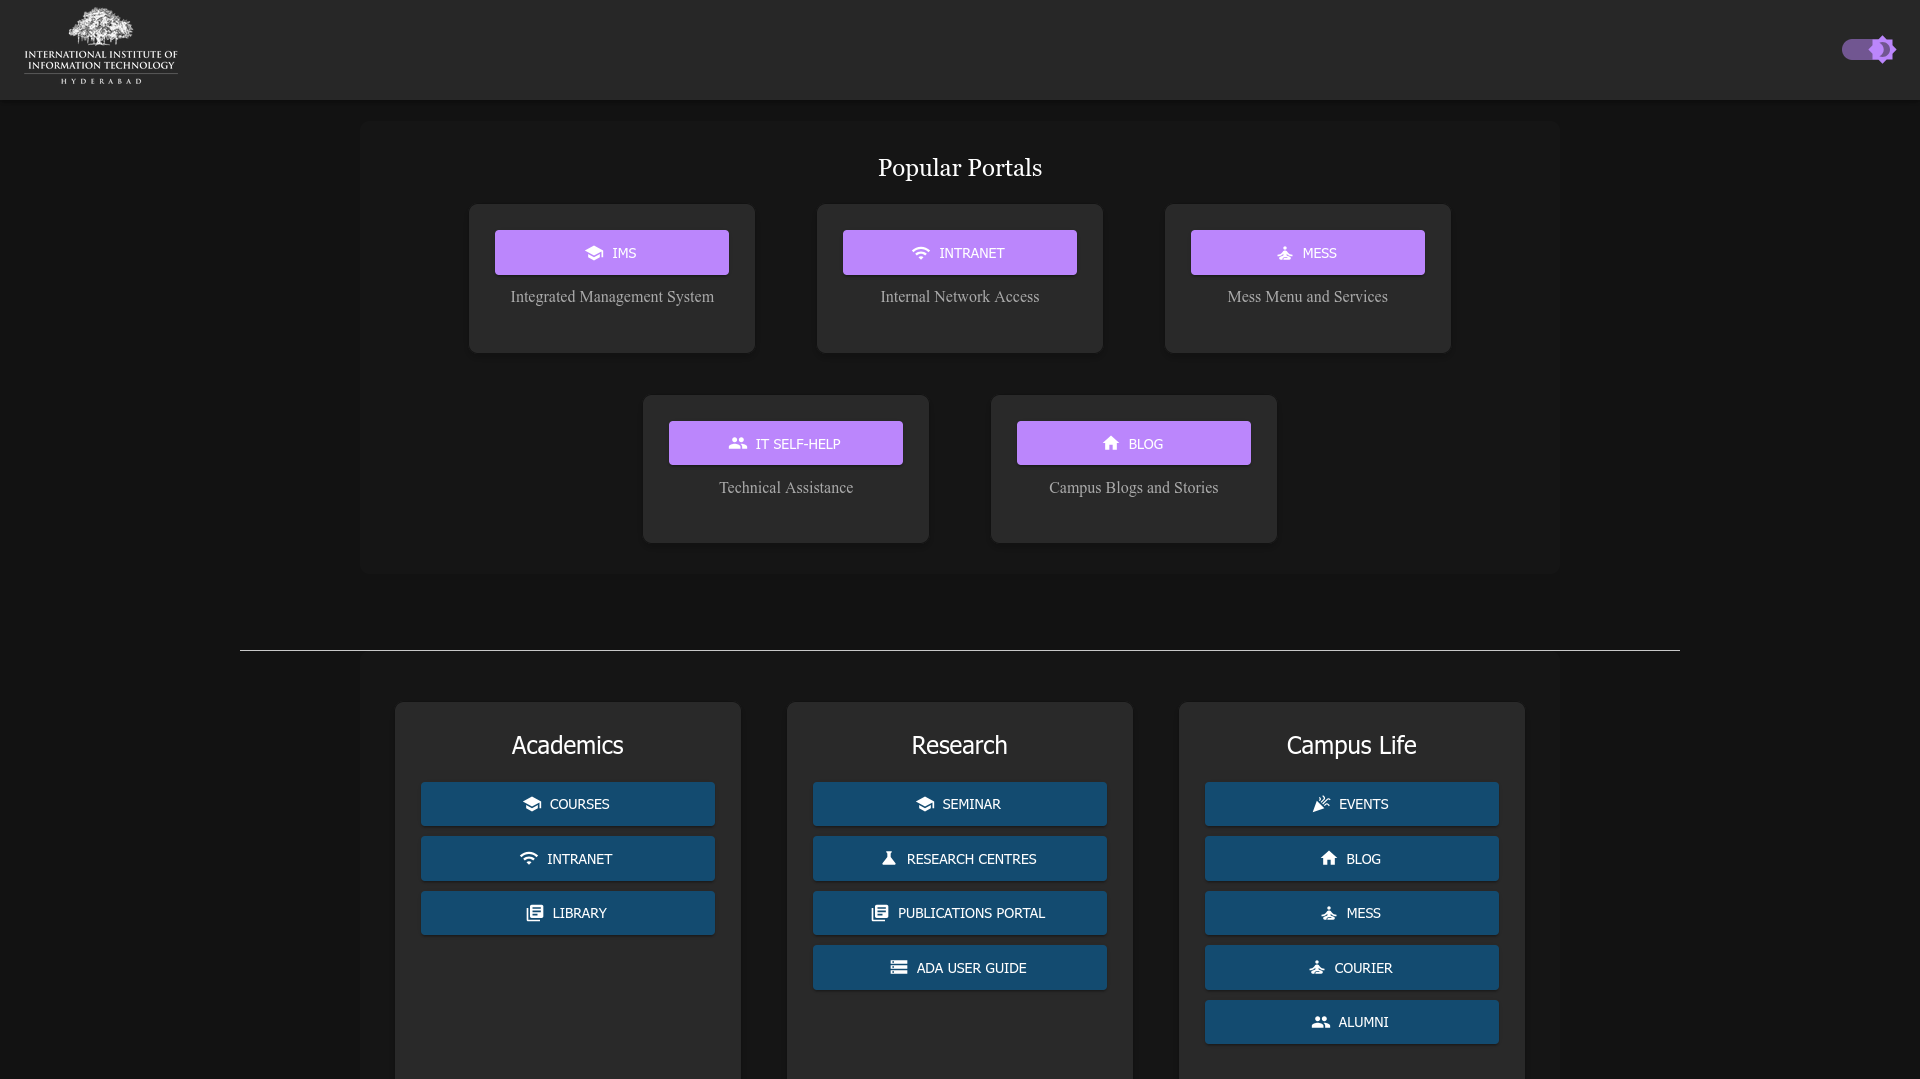 INTERNATIONAL INSTITUTE OF
INFORMATION TECHNOLOGY
HYDERABAD
Popular Portals
IMS
Integrated Management System
INTRANET
Internal Network Access
MESS
Mess Menu and Services
IT SELF-HELP
Technical Assistance
BLOG
Campus Blogs and Stories
Academics
COURSES
INTRANET
LIBRARY
Research
SEMINAR
RESEARCH CENTRES
PUBLICATIONS PORTAL
ADA USER GUIDE
Campus Life
EVENTS
BLOG
MESS
COURIER
ALUMNI